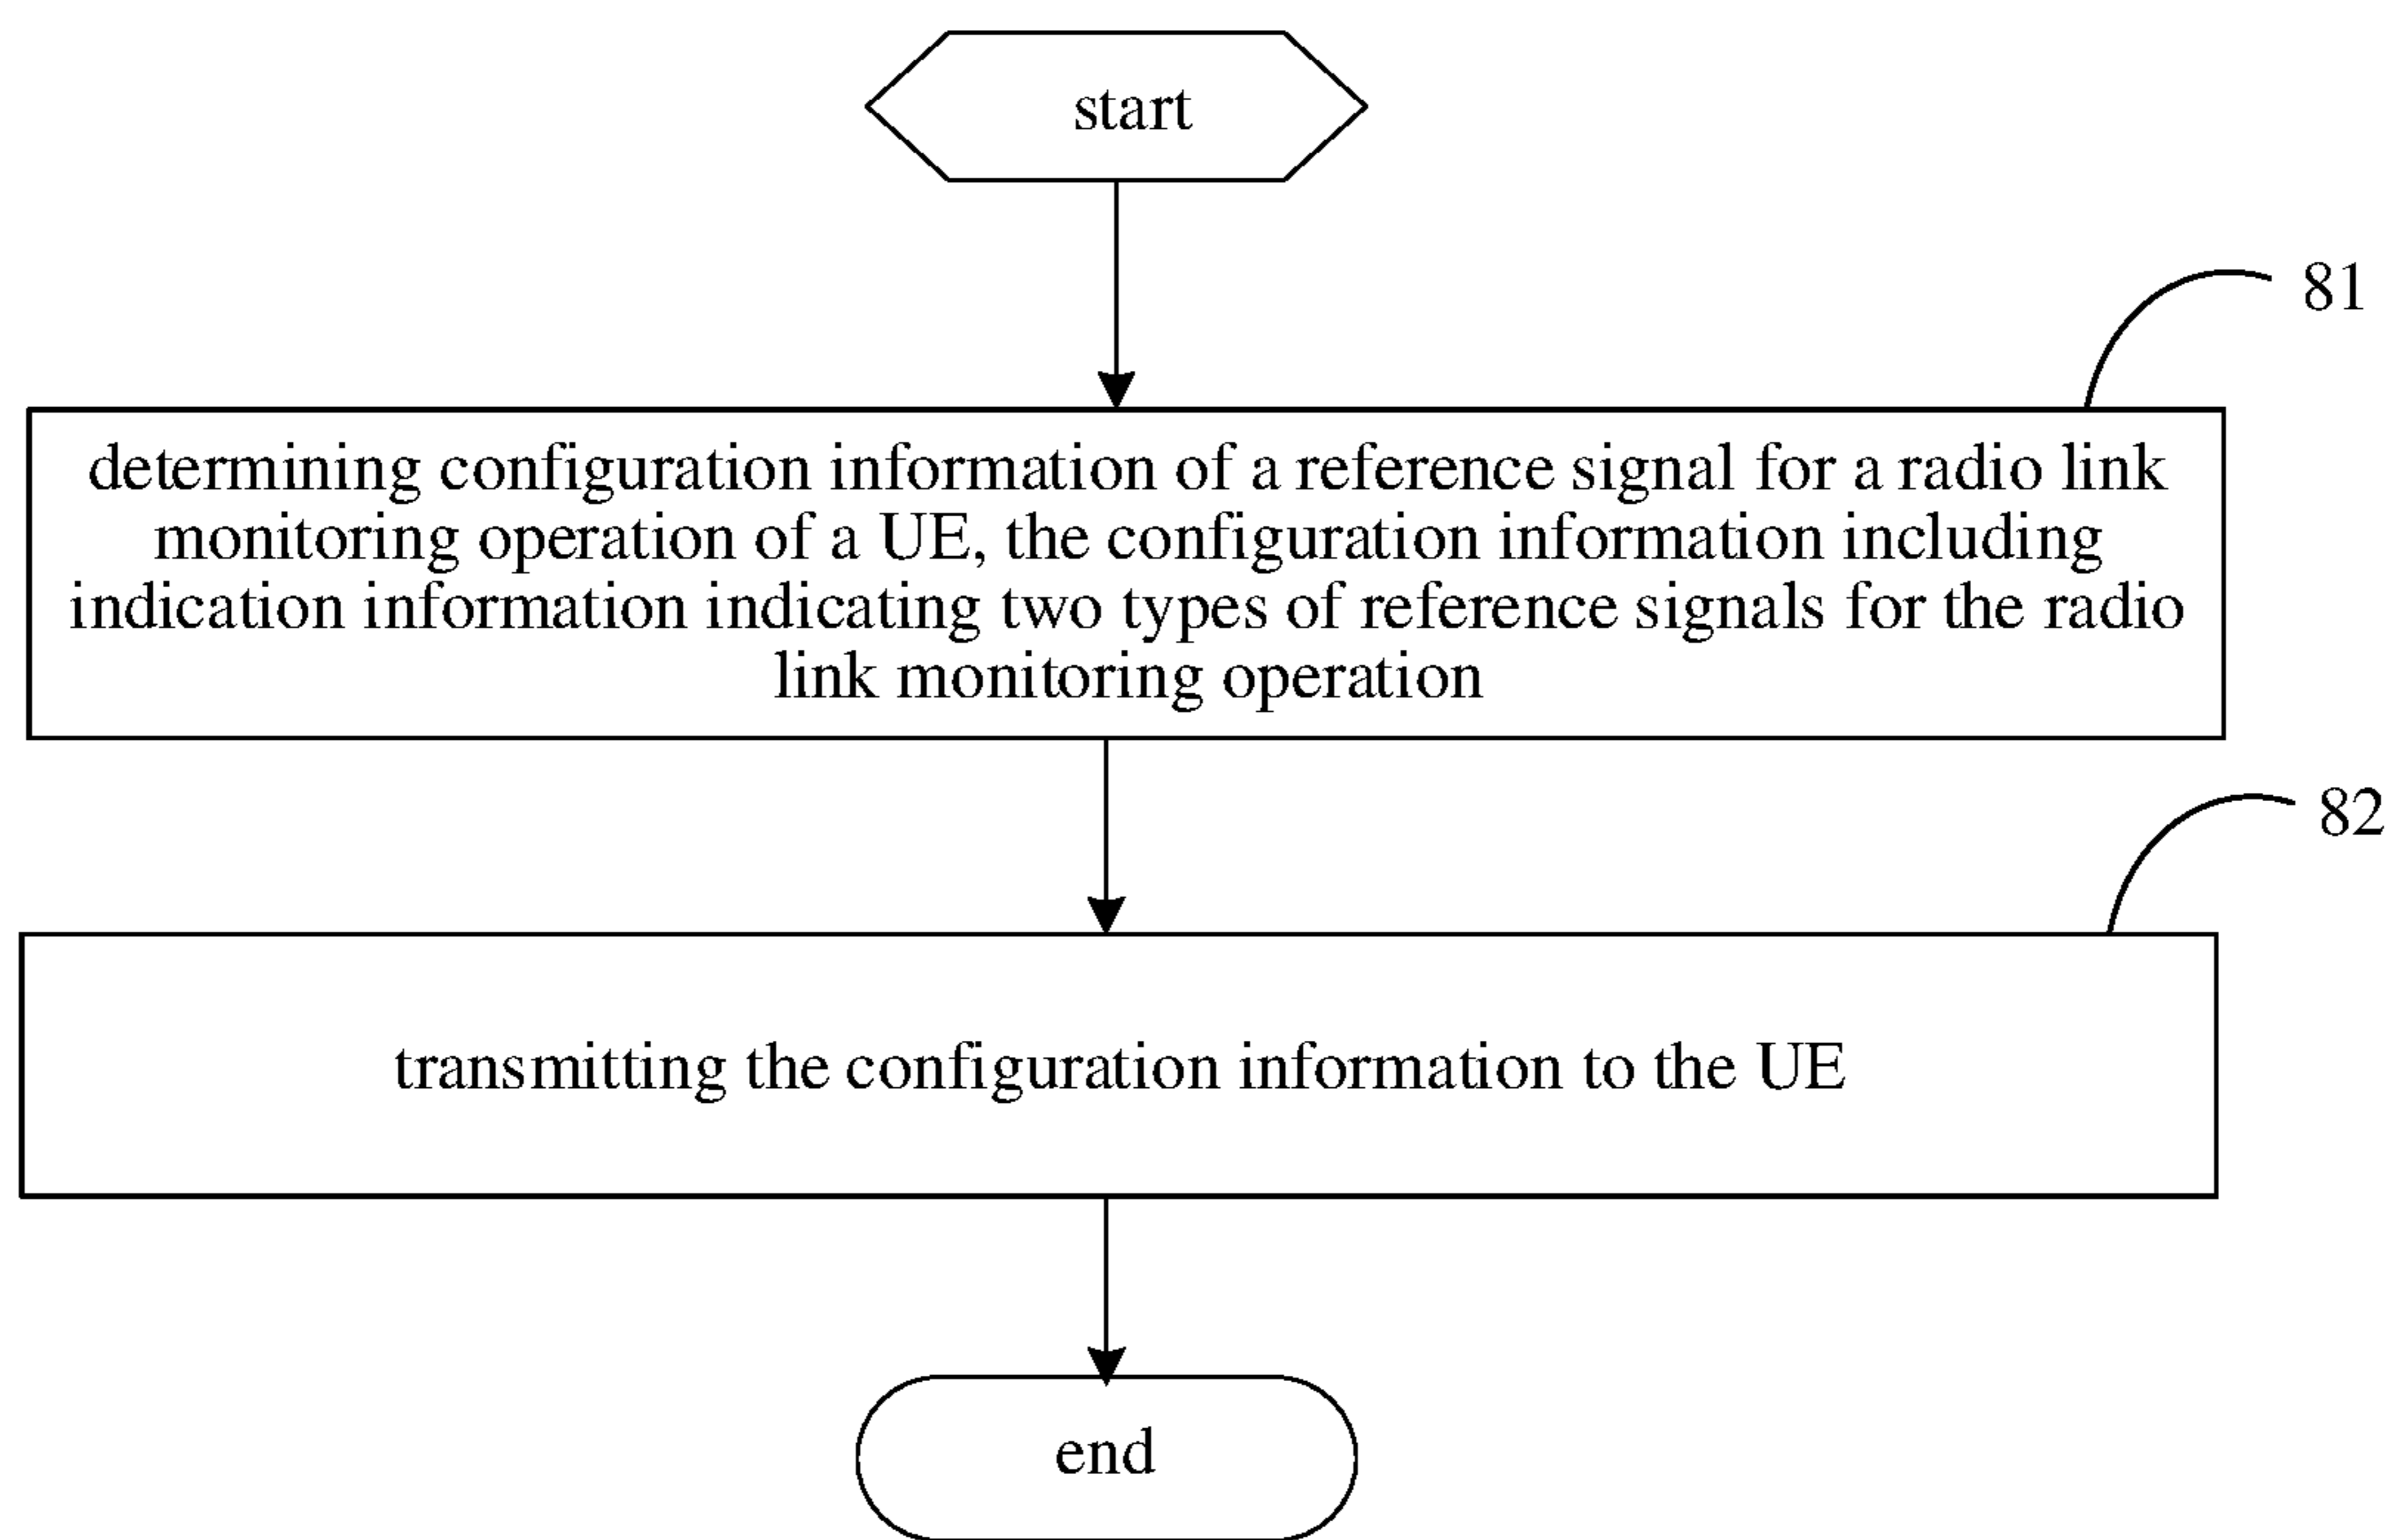 start
81
determining configuration information of a reference signal for a radio link
monitoring operation of a UE, the configuration information including
indication information indicating two types of reference signals for the radio
link monitoring operation
82
transmitting the configuration information to the UE
end